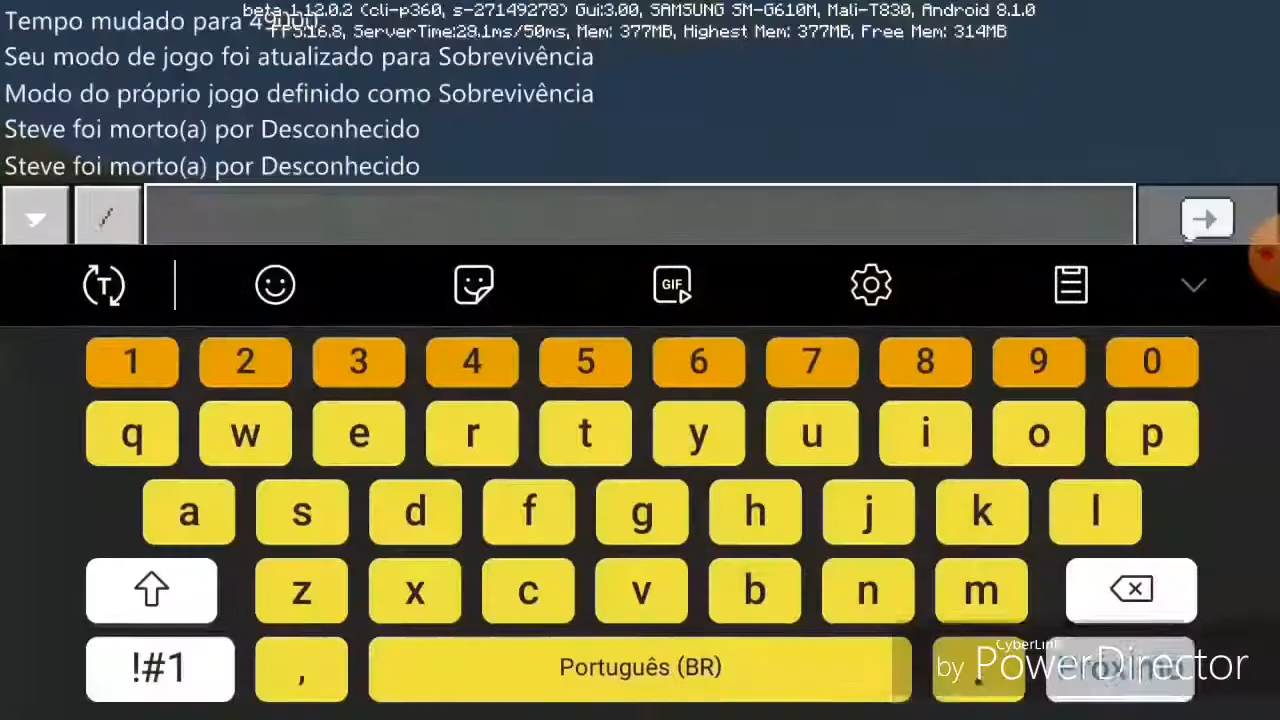 beta 1.12.0.2 (cli-p360, s-27149278) Gui:3.00, SAMSUNG SM-G610M, Mali-T830, Android 8.1.0
FPS:16.8, ServerTime:29.1ms/50ms, Mem: 377MB, Highest Mem: 377MB, Free Mem: 314MB
Tempo mudado para
Seu modo de jogo foi atualizado para Sobrevivência
Modo do próprio jogo definido como Sobrevivência
Steve foi morto(a) por Desconhecido
Steve foi morto(a) por Desconhecido
/
T GIF
1 2 3 4 5 6 7 8 9 0
q w e r t y u i o p
a s d f g h j k l
z x c v b n m
!#1 , Português (BR) . Próximo
CyberLink
by PowerDirector